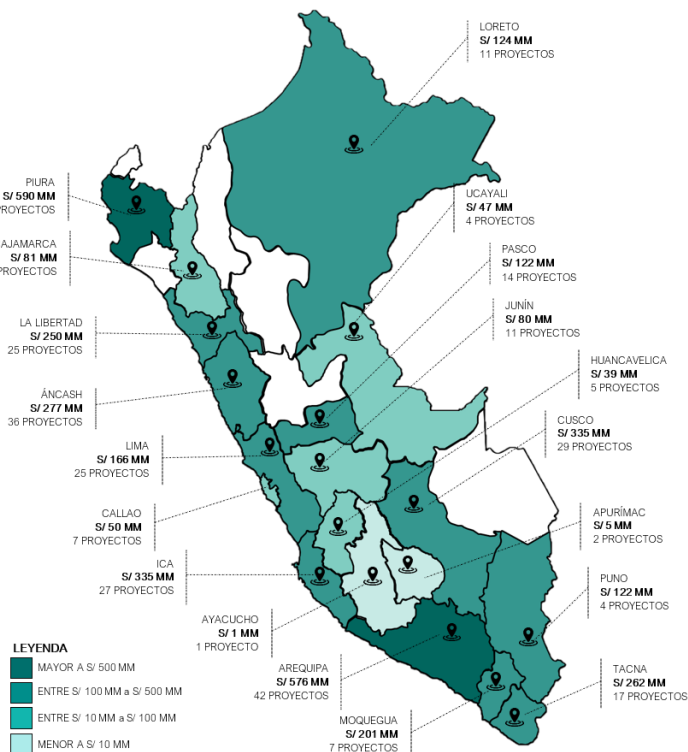 LORETO
S/ 124 MM
11 PROYECTOS
PIURA
S/ 590 MM
PROYECTOS
UCAYALI
S/ 47 MM
4 PROYECTOS
AJAMARCA
S/ 81 MM
PROYECTOS
PASCO
S/ 122 MM
14 PROYECTOS
JUNÍN
S/ 80 MM
11 PROYECTOS
LA LIBERTAD
S/ 250 MM
25 PROYECTOS
HUANCAVELICA
S/ 39 MM
5 PROYECTOS
ÁNCASH
S/ 277 MM
36 PROYECTOS
CUSCO
S/ 335 MM
29 PROYECTOS
LIMA
S/ 166 MM
25 PROYECTOS
CALLAO
S/ 50 MM
7 PROYECTOS
APURÍMAC
S/ 5 MM
2 PROYECTOS
ICA
S/ 335 MM
27 PROYECTOS
PUNO
S/ 122 MM
4 PROYECTOS
AYACUCHO
S/ 1 MM
1 PROYECTO
AREQUIPA
S/ 576 MM
42 PROYECTOS
TACNA
S/ 262 MM
17 PROYECTOS
MOQUEGUA
S/ 201 MM
7 PROYECTOS
LEYENDA
MAYOR A S/ 500 MM
ENTRE S/ 100 MM a S/ 500 MM
ENTRE S/ 10 MM a S/ 100 MM
MENOR A S/ 10 MM